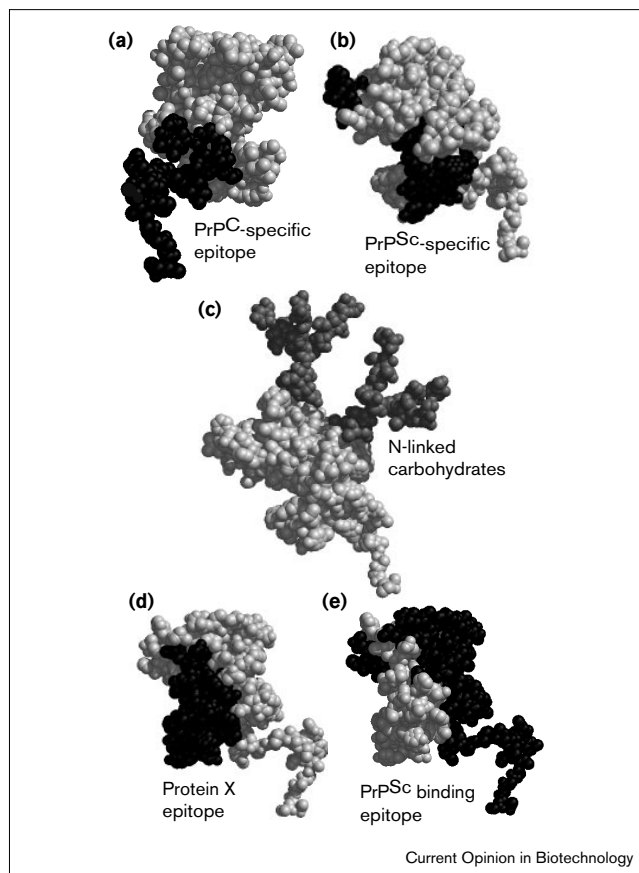 (a)
(b)
PrPC-specific
epitope
PrPSc-specific
epitope
(c)
N-linked
carbohydrates
(d)
(e)
Protein X
epitope
PrPSc binding
epitope
Current Opinion in Biotechnology